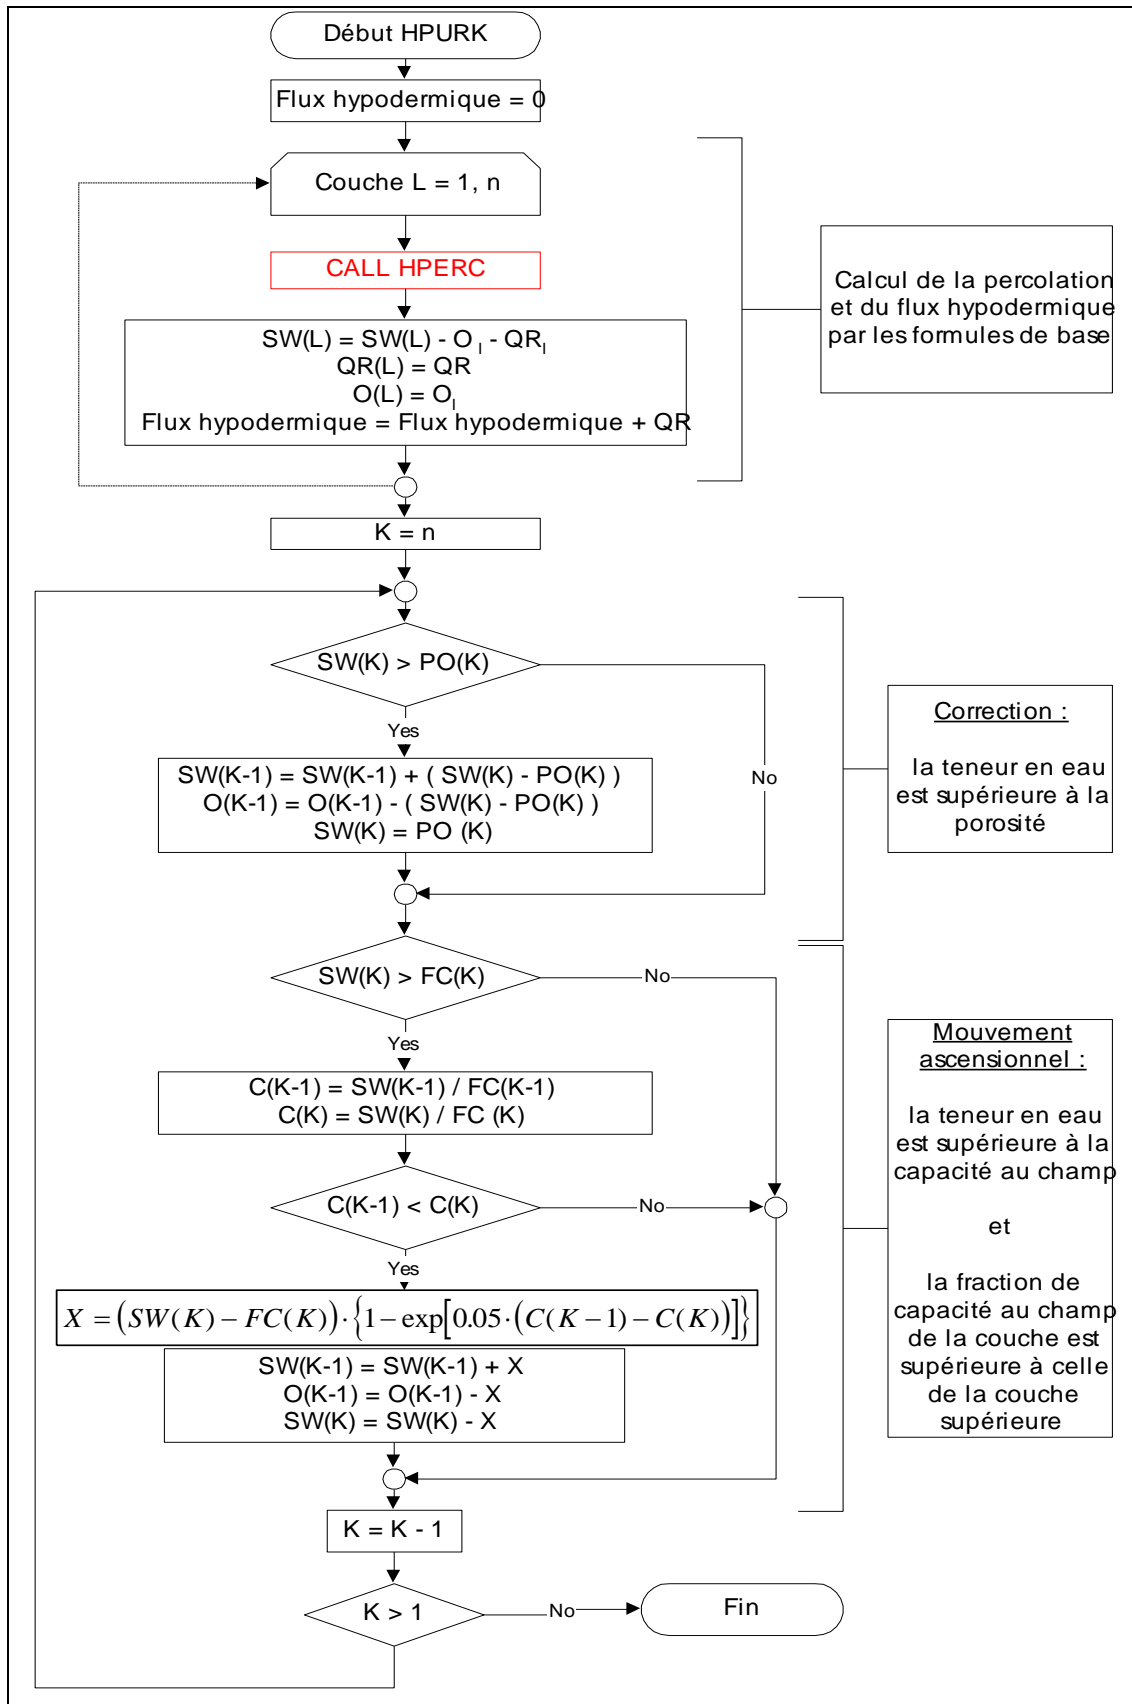 Début HPURK
Flux hypodermique = 0
Couche L = 1, n
CALL HPERC
SW(L) = SW(L) - O_l - QR_l
QR(L) = QR
O(L) = O_l
Flux hypodermique = Flux hypodermique + QR
Calcul de la percolation
et du flux hypodermique
par les formules de base
K = n
SW(K) > PO(K)
Yes
No
SW(K-1) = SW(K-1) + ( SW(K) - PO(K) )
O(K-1) = O(K-1) - ( SW(K) - PO(K) )
SW(K) = PO (K)
Correction :
la teneur en eau
est supérieure à la
porosité
SW(K) > FC(K)
No
Yes
C(K-1) = SW(K-1) / FC(K-1)
C(K) = SW(K) / FC (K)
C(K-1) < C(K)
No
Yes
X = (SW(K) − FC(K)) · {1 − exp[0.05 · (C(K − 1) − C(K))]}
SW(K-1) = SW(K-1) + X
O(K-1) = O(K-1) - X
SW(K) = SW(K) - X
Mouvement
ascensionnel :
la teneur en eau
est supérieure à la
capacité au champ
et
la fraction de
capacité au champ
de la couche est
supérieure à celle
de la couche
supérieure
K = K - 1
K > 1
No
Fin